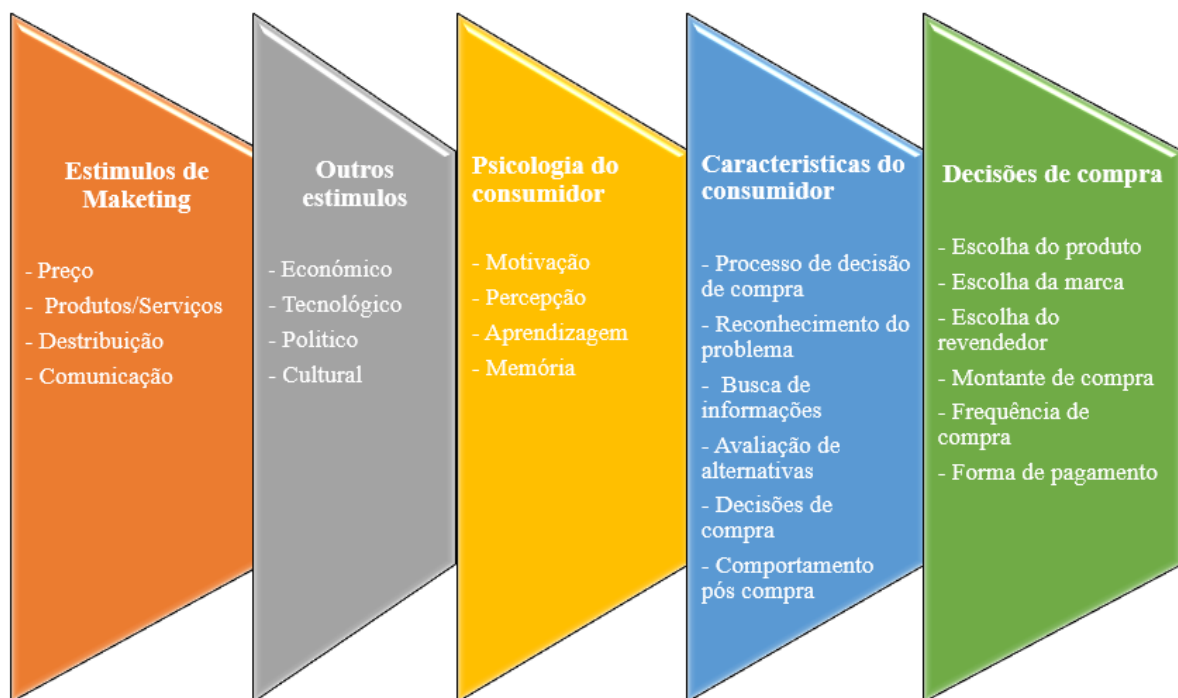 Estimulos de
Maketing
- Preço
- Produtos/Serviços
- Destribuição
- Comunicação
Outros
estimulos
- Económico
- Tecnológico
- Politico
- Cultural
Psicologia do
consumidor
- Motivação
- Percepção
- Aprendizagem
- Memória
Caracteristicas do
consumidor
- Processo de decisão
de compra
- Reconhecimento do
problema
- Busca de
informações
- Avaliação de
alternativas
- Decisões de
compra
- Comportamento
pós compra
Decisões de compra
- Escolha do produto
- Escolha da marca
- Escolha do
revendedor
- Montante de compra
- Frequência de
compra
- Forma de pagamento